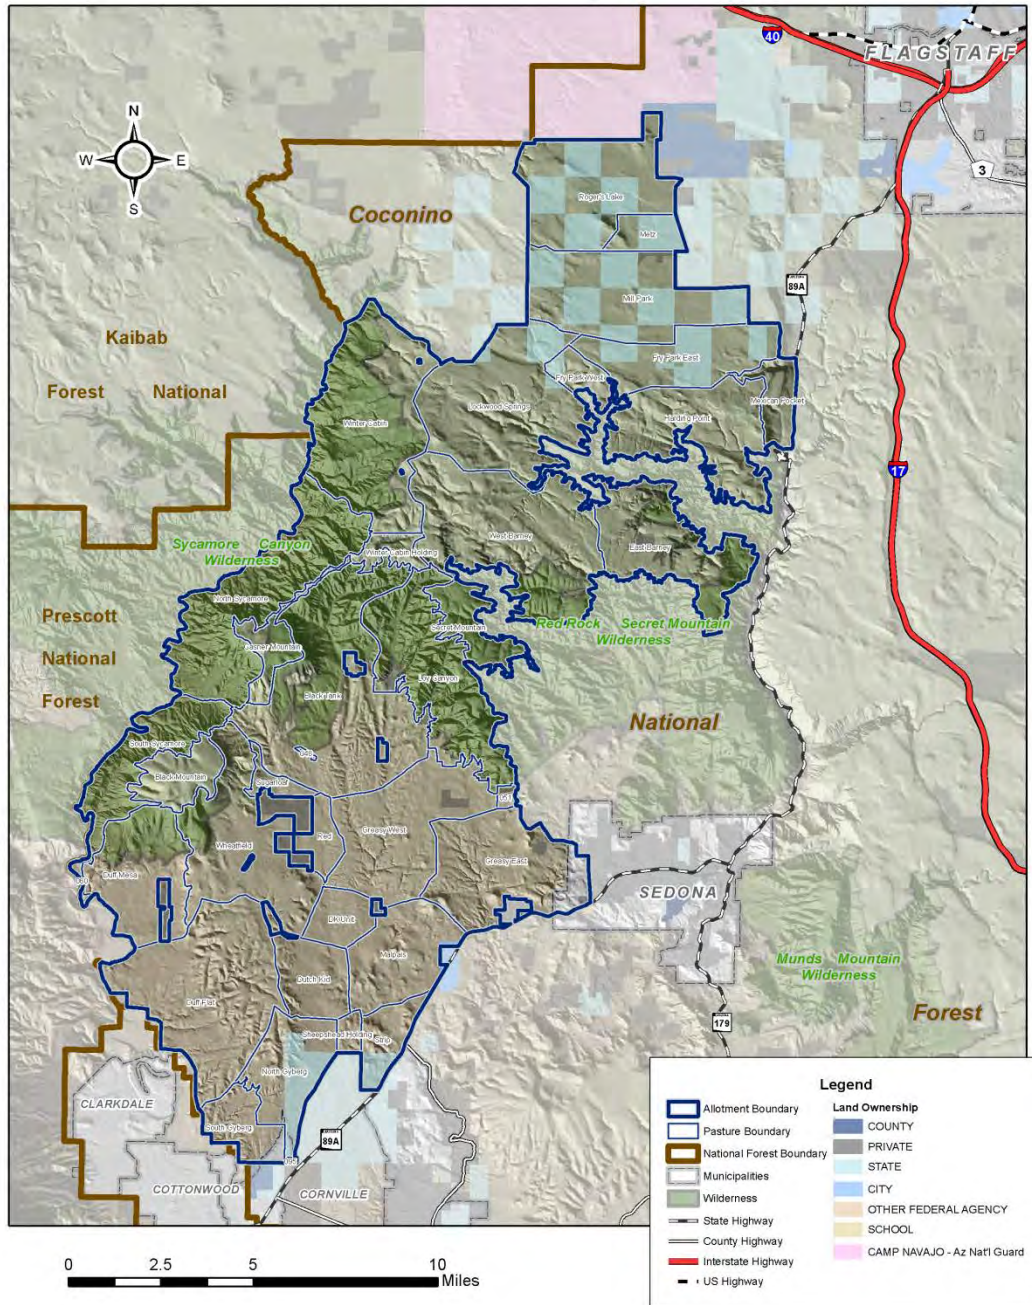 40
FLAGSTAFF
N
W E
S
3
Coconino
Roger's Lake
Metz
89A
Mill Park
Kaibab
Forest National
Fry Park East
Fry Park West
Mexican Pocket
Lockwood Springs
Harding Point
Winter Cabin
17
Sycamore Canyon
Wilderness
West Barney
East Barney
Winter Cabin Holding
Prescott
National
Forest
North Sycamore
Secret Mountain
Red Rock Secret Mountain
Wilderness
Casner Mountain
Loy Canyon
Black Tank
National
South Sycamore
Black Mountain
Sugarloaf
Red
Greasy West
Wheatfield
Greasy East
Duff Mesa
SEDONA
DK Unit
Malpais
Munds Mountain
Wilderness
Dutch Kid
Duff Flat
Forest
179
Sheepshead Holding
Strip
North Gyberg
CLARKDALE
South Gyberg
89A
COTTONWOOD
CORNVILLE
Legend
Allotment Boundary
Pasture Boundary
National Forest Boundary
Municipalities
Wilderness
State Highway
County Highway
Interstate Highway
US Highway
Land Ownership
COUNTY
PRIVATE
STATE
CITY
OTHER FEDERAL AGENCY
SCHOOL
CAMP NAVAJO - Az Nat'l Guard
0 2.5 5 10
Miles